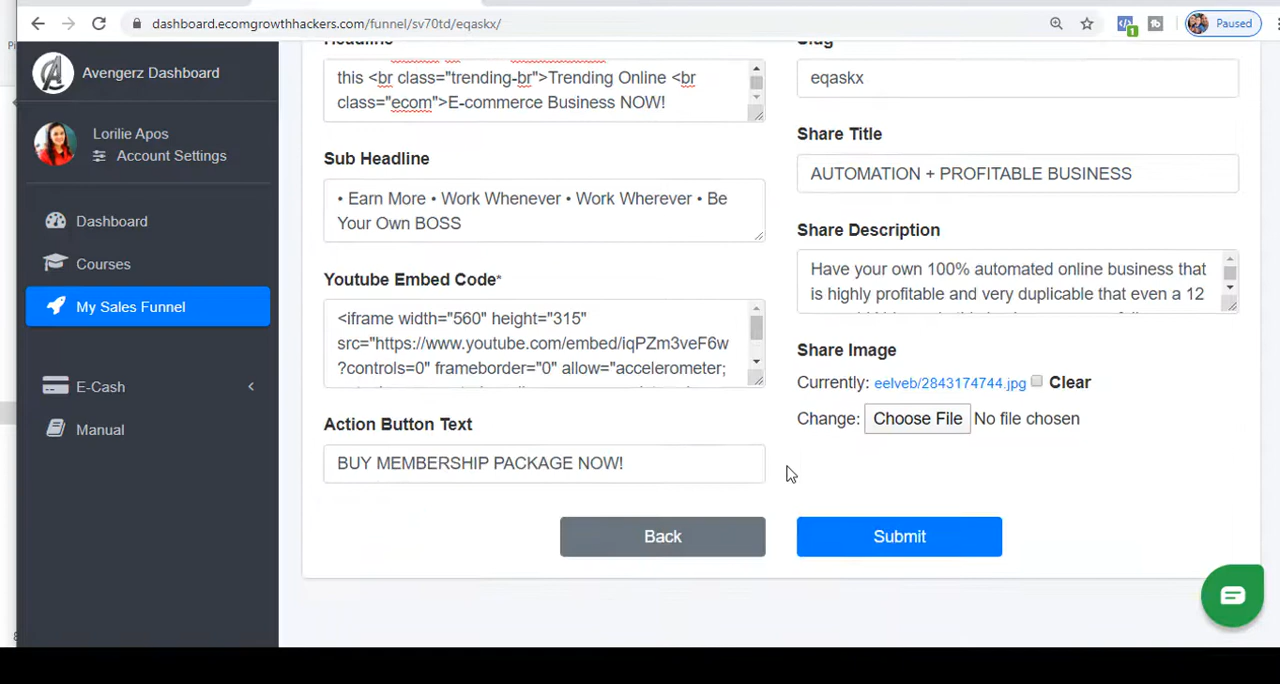 dashboard.ecomgrowthhackers.com/funnel/sv70td/eqaskx/
Paused
1
Avengerz Dashboard
Lorilie Apos
Account Settings
Dashboard
Courses
My Sales Funnel
E-Cash
Manual
Headline
this <br class="trending-br">Trending Online <br
class="ecom">E-commerce Business NOW!
Sub Headline
• Earn More • Work Whenever • Work Wherever • Be
Your Own BOSS
Youtube Embed Code*
<iframe width="560" height="315"
src="https://www.youtube.com/embed/iqPZm3veF6w
?controls=0" frameborder="0" allow="accelerometer;
Action Button Text
BUY MEMBERSHIP PACKAGE NOW!
Slug
eqaskx
Share Title
AUTOMATION + PROFITABLE BUSINESS
Share Description
Have your own 100% automated online business that
is highly profitable and very duplicable that even a 12
Share Image
Currently: eelveb/2843174744.jpg Clear
Change: Choose File No file chosen
Back
Submit